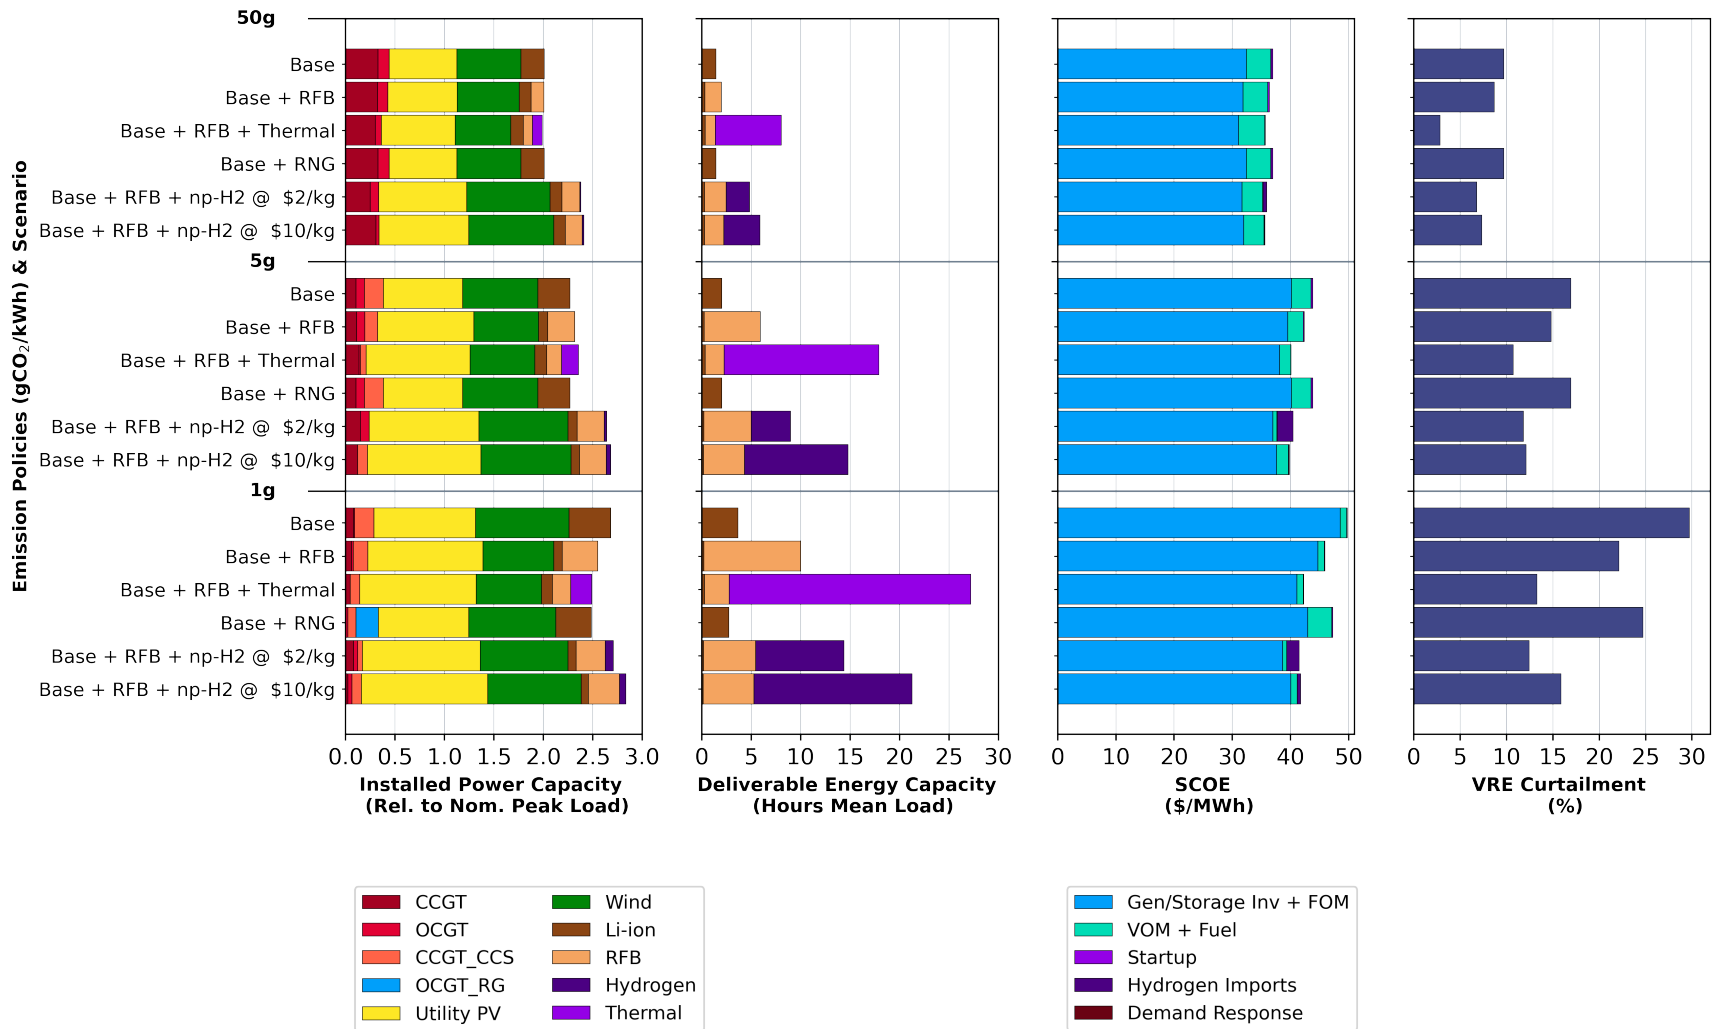 Emission Policies (gCO₂/kWh) & Scenario
50g
Base
Base + RFB
Base + RFB + Thermal
Base + RNG
Base + RFB + np-H2 @  $2/kg
Base + RFB + np-H2 @  $10/kg
5g
Base
Base + RFB
Base + RFB + Thermal
Base + RNG
Base + RFB + np-H2 @  $2/kg
Base + RFB + np-H2 @  $10/kg
1g
Base
Base + RFB
Base + RFB + Thermal
Base + RNG
Base + RFB + np-H2 @  $2/kg
Base + RFB + np-H2 @  $10/kg
0.0 0.5 1.0 1.5 2.0 2.5 3.0
Installed Power Capacity
(Rel. to Nom. Peak Load)
0 5 10 15 20 25 30
Deliverable Energy Capacity
(Hours Mean Load)
0 10 20 30 40 50
SCOE
($/MWh)
0 5 10 15 20 25 30
VRE Curtailment
(%)
CCGT
OCGT
CCGT_CCS
OCGT_RG
Utility PV
Wind
Li-ion
RFB
Hydrogen
Thermal
Gen/Storage Inv + FOM
VOM + Fuel
Startup
Hydrogen Imports
Demand Response